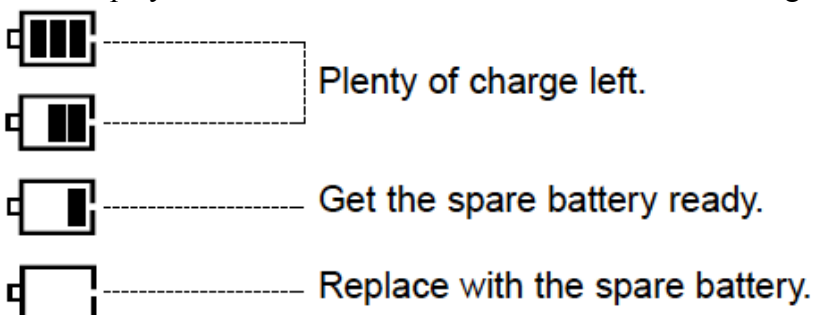 Plenty of charge left.
Get the spare battery ready.
Replace with the spare battery.